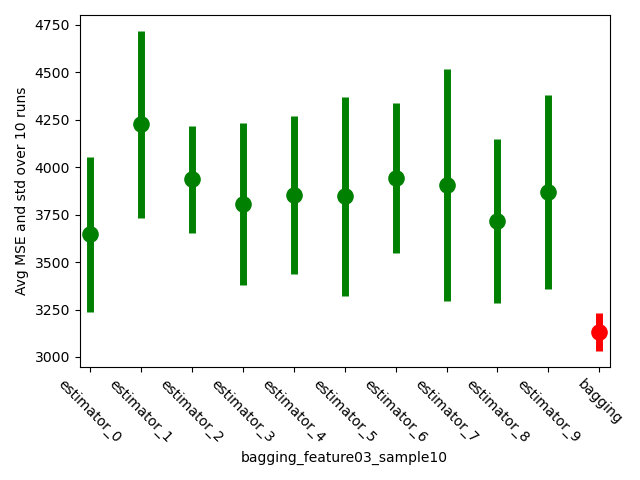 Avg MSE and std over 10 runs
4750
4500
4250
4000
3750
3500
3250
3000
estimator_0
estimator_1
estimator_2
estimator_3
estimator_4
estimator_5
estimator_6
estimator_7
estimator_8
estimator_9
bagging
bagging_feature03_sample10